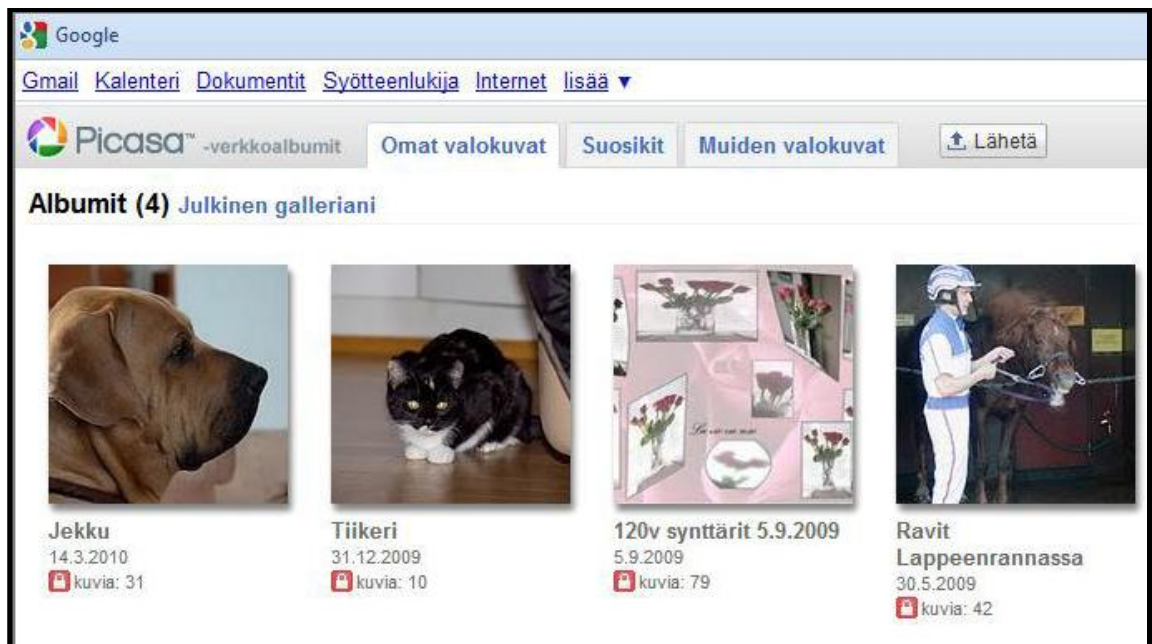 Google
Gmail Kalenteri Dokumentit Syötteenlukija Internet lisää ▼
Picasa™ -verkkoalbumit Omat valokuvat Suosikit Muiden valokuvat Lähetä
Albumit (4) Julkinen galleriani
Jekku
14.3.2010
kuvia: 31
Tiikeri
31.12.2009
kuvia: 10
120v synttärit 5.9.2009
5.9.2009
kuvia: 79
Ravit
Lappeenrannassa
30.5.2009
kuvia: 42